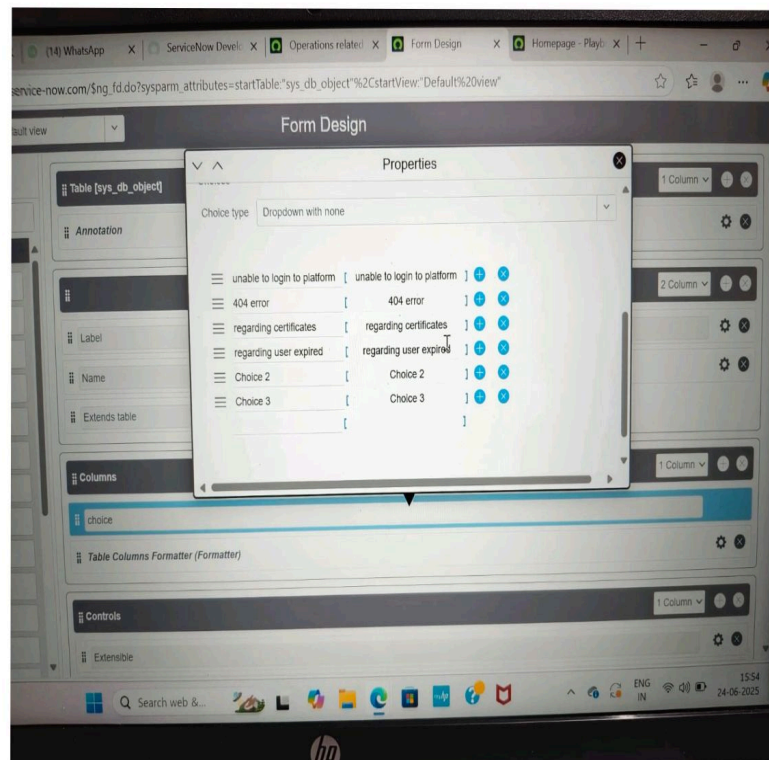 (14) WhatsApp
ServiceNow Develo
Operations related
Form Design
Homepage - Playb
ervice-now.com/$ng_fd.do?sysparm_attributes=startTable:"sys_db_object"%2CstartView:"Default%20view"
ault view
Form Design
Properties
Table [sys_db_object]
1 Column
Choice type
Dropdown with none
Annotation
unable to login to platform [ unable to login to platform ]
2 Column
404 error [ 404 error ]
regarding certificates [ regarding certificates ]
Label
regarding user expired [ regarding user expired ]
Name
Choice 2 [ Choice 2 ]
Choice 3 [ Choice 3 ]
Extends table
[ ]
Columns
1 Column
choice
Table Columns Formatter (Formatter)
Controls
1 Column
Extensible
Search web &...
ENG
IN
15:54
24-06-2025
hp